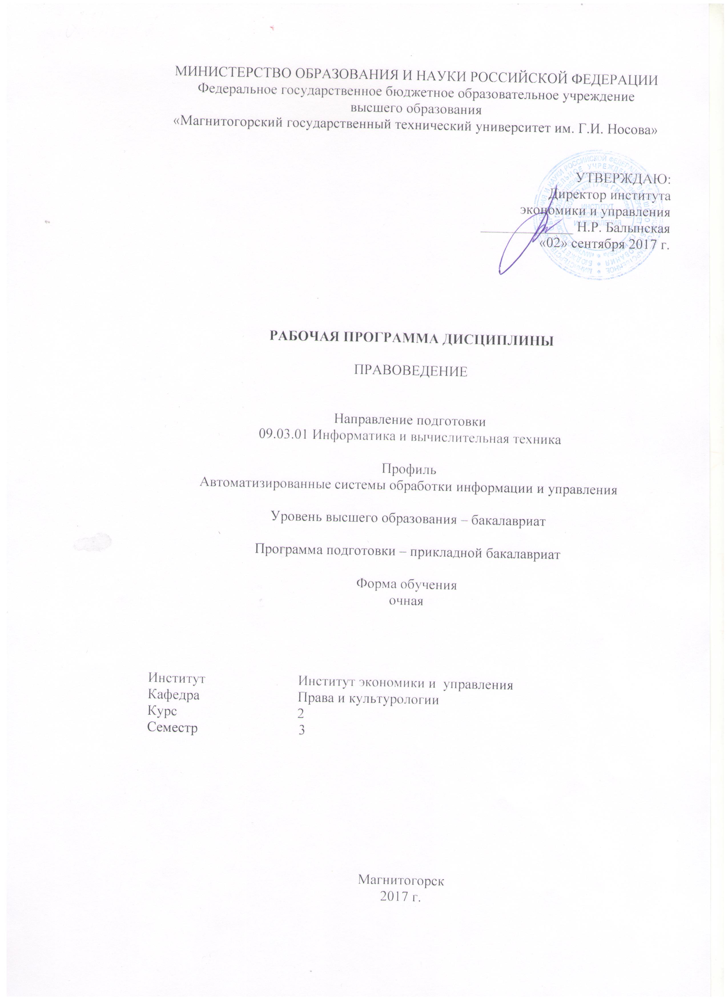 МИНИСТЕРСТВО ОБРАЗОВАНИЯ И НАУКИ РОССИЙСКОЙ ФЕДЕРАЦИИ
Федеральное государственное бюджетное образовательное учреждение
высшего образования
«Магнитогорский государственный технический университет им. Г.И. Носова»
УТВЕРЖДАЮ:
Директор института
экономики и управления
Н.Р. Балынская
«02» сентября 2017 г.
ИНСТИТУТ
ЭКОНОМИКИ
И УПРАВЛЕНИЯ
РАБОЧАЯ ПРОГРАММА ДИСЦИПЛИНЫ
ПРАВОВЕДЕНИЕ
Направление подготовки
09.03.01 Информатика и вычислительная техника
Профиль
Автоматизированные системы обработки информации и управления
Уровень высшего образования – бакалавриат
Программа подготовки – прикладной бакалавриат
Форма обучения
очная
Институт Институт экономики и управления
Кафедра Права и культурологии
Курс 2
Семестр 3
Магнитогорск
2017 г.